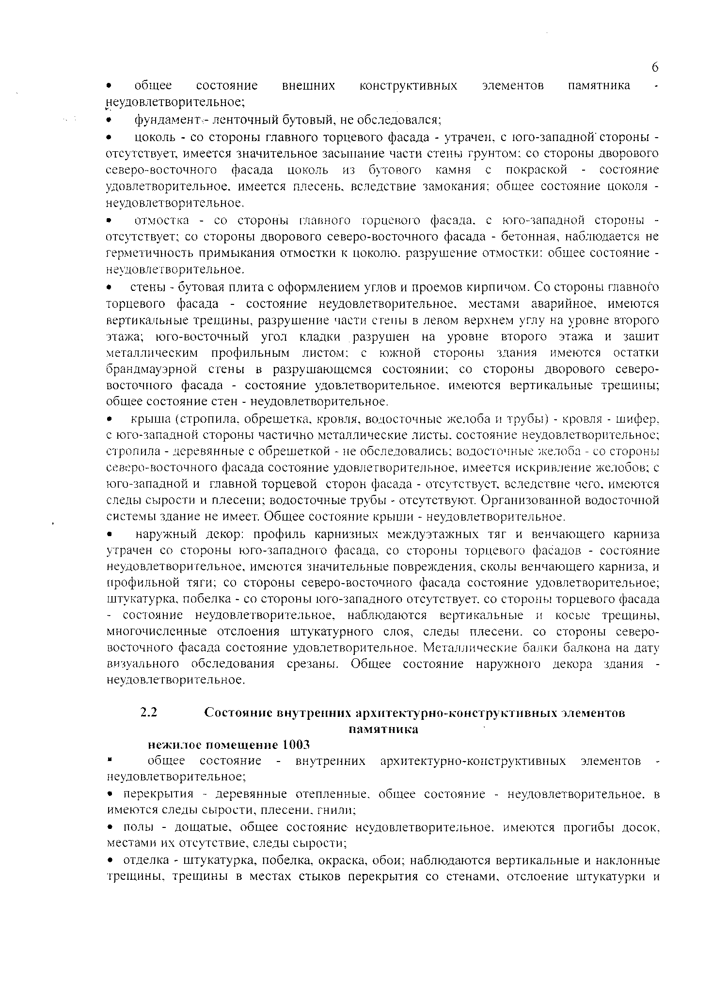 6
• общее состояние внешних конструктивных элементов памятника -
неудовлетворительное;
• фундамент - ленточный бутовый, не обследовался;
• цоколь - со стороны главного торцевого фасада - утрачен, с юго-западной стороны -
отсутствует, имеется значительное засыпание части стены грунтом; со стороны дворового
северо-восточного фасада цоколь из бутового камня с покраской - состояние
удовлетворительное, имеется плесень, вследствие замокания; общее состояние цоколя -
неудовлетворительное.
• отмостка - со стороны главного торцевого фасада, с юго-западной стороны -
отсутствует; со стороны дворового северо-восточного фасада - бетонная, наблюдается не
герметичность примыкания отмостки к цоколю, разрушение отмостки: общее состояние -
неудовлетворительное.
• стены - бутовая плита с оформлением углов и проемов кирпичом. Со стороны главного
торцевого фасада - состояние неудовлетворительное, местами аварийное, имеются
вертикальные трещины, разрушение части стены в левом верхнем углу на уровне второго
этажа; юго-восточный угол кладки разрушен на уровне второго этажа и зашит
металлическим профильным листом; с южной стороны здания имеются остатки
брандмауэрной стены в разрушающемся состоянии; со стороны дворового северо-
восточного фасада - состояние удовлетворительное, имеются вертикальные трещины;
общее состояние стен - неудовлетворительное.
• крыша (стропила, обрешетка, кровля, водосточные желоба и трубы) - кровля - шифер,
с юго-западной стороны частично металлические листы, состояние неудовлетворительное;
стропила - деревянные с обрешеткой - не обследовались; водосточные желоба - со стороны
северо-восточного фасада состояние удовлетворительное, имеется искривление желобов; с
юго-западной и главной торцевой сторон фасада - отсутствует, вследствие чего, имеются
следы сырости и плесени; водосточные трубы - отсутствуют. Организованной водосточной
системы здание не имеет. Общее состояние крыши - неудовлетворительное.
• наружный декор: профиль карнизных междуэтажных тяг и венчающего карниза
утрачен со стороны юго-западного фасада, со стороны торцевого фасадов - состояние
неудовлетворительное, имеются значительные повреждения, сколы венчающего карниза, и
профильной тяги; со стороны северо-восточного фасада состояние удовлетворительное;
штукатурка, побелка - со стороны юго-западного отсутствует, со стороны торцевого фасада
- состояние неудовлетворительное, наблюдаются вертикальные и косые трещины,
многочисленные отслоения штукатурного слоя, следы плесени, со стороны северо-
восточного фасада состояние удовлетворительное. Металлические балки балкона на дату
визуального обследования срезаны. Общее состояние наружного декора здания -
неудовлетворительное.
2.2 Состояние внутренних архитектурно-конструктивных элементов
памятника
нежилое помещение 1003
▪ общее состояние - внутренних архитектурно-конструктивных элементов -
неудовлетворительное;
• перекрытия - деревянные отепленные, общее состояние - неудовлетворительное, в
имеются следы сырости, плесени, гнили;
• полы - дощатые, общее состояние неудовлетворительное, имеются прогибы досок,
местами их отсутствие, следы сырости;
• отделка - штукатурка, побелка, окраска, обои; наблюдаются вертикальные и наклонные
трещины, трещины в местах стыков перекрытия со стенами, отслоение штукатурки и